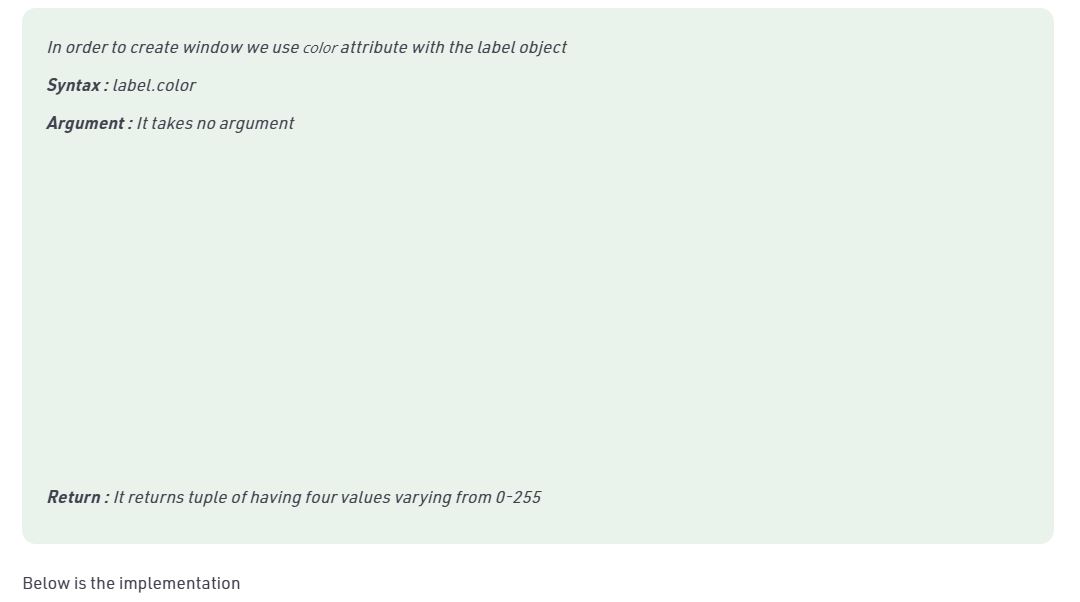 In order to create window we use color attribute with the label object
Syntax : label.color
Argument : It takes no argument
Return : It returns tuple of having four values varying from 0-255
Below is the implementation